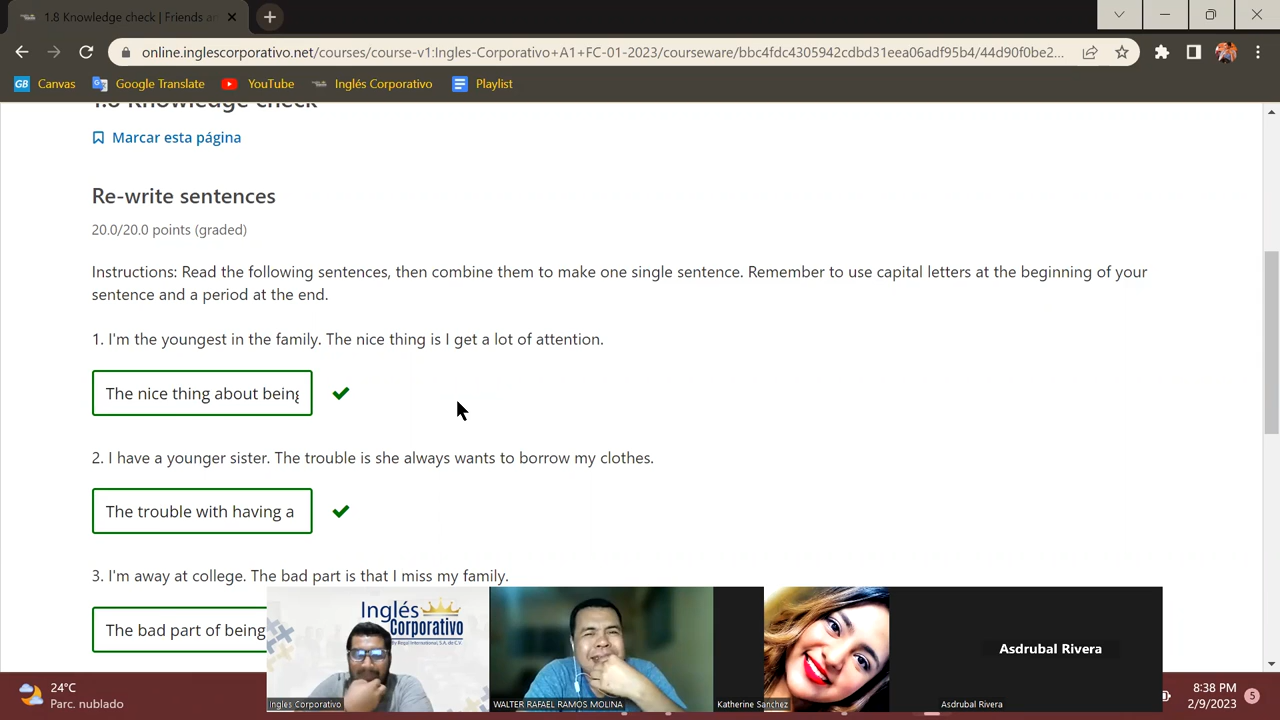 1.8 Knowledge check | Friends an
online.inglescorporativo.net/courses/course-v1:Ingles-Corporativo+A1+FC-01-2023/courseware/bbc4fdc4305942cdbd31eea06adf95b4/44d90f0be2...
Canvas Google Translate YouTube Inglés Corporativo Playlist
1.8 Knowledge check
Marcar esta página
Re-write sentences
20.0/20.0 points (graded)
Instructions: Read the following sentences, then combine them to make one single sentence. Remember to use capital letters at the beginning of your
sentence and a period at the end.
1. I'm the youngest in the family. The nice thing is I get a lot of attention.
The nice thing about being
2. I have a younger sister. The trouble is she always wants to borrow my clothes.
The trouble with having a
3. I'm away at college. The bad part is that I miss my family.
The bad part of being
Inglés
Corporativo
Asdrubal Rivera
Ingles Corporativo WALTER RAFAEL RAMOS MOLINA Katherine Sanchez Asdrubal Rivera
24°C
Parc. nublado
8:38 PM
2/9/2023
5